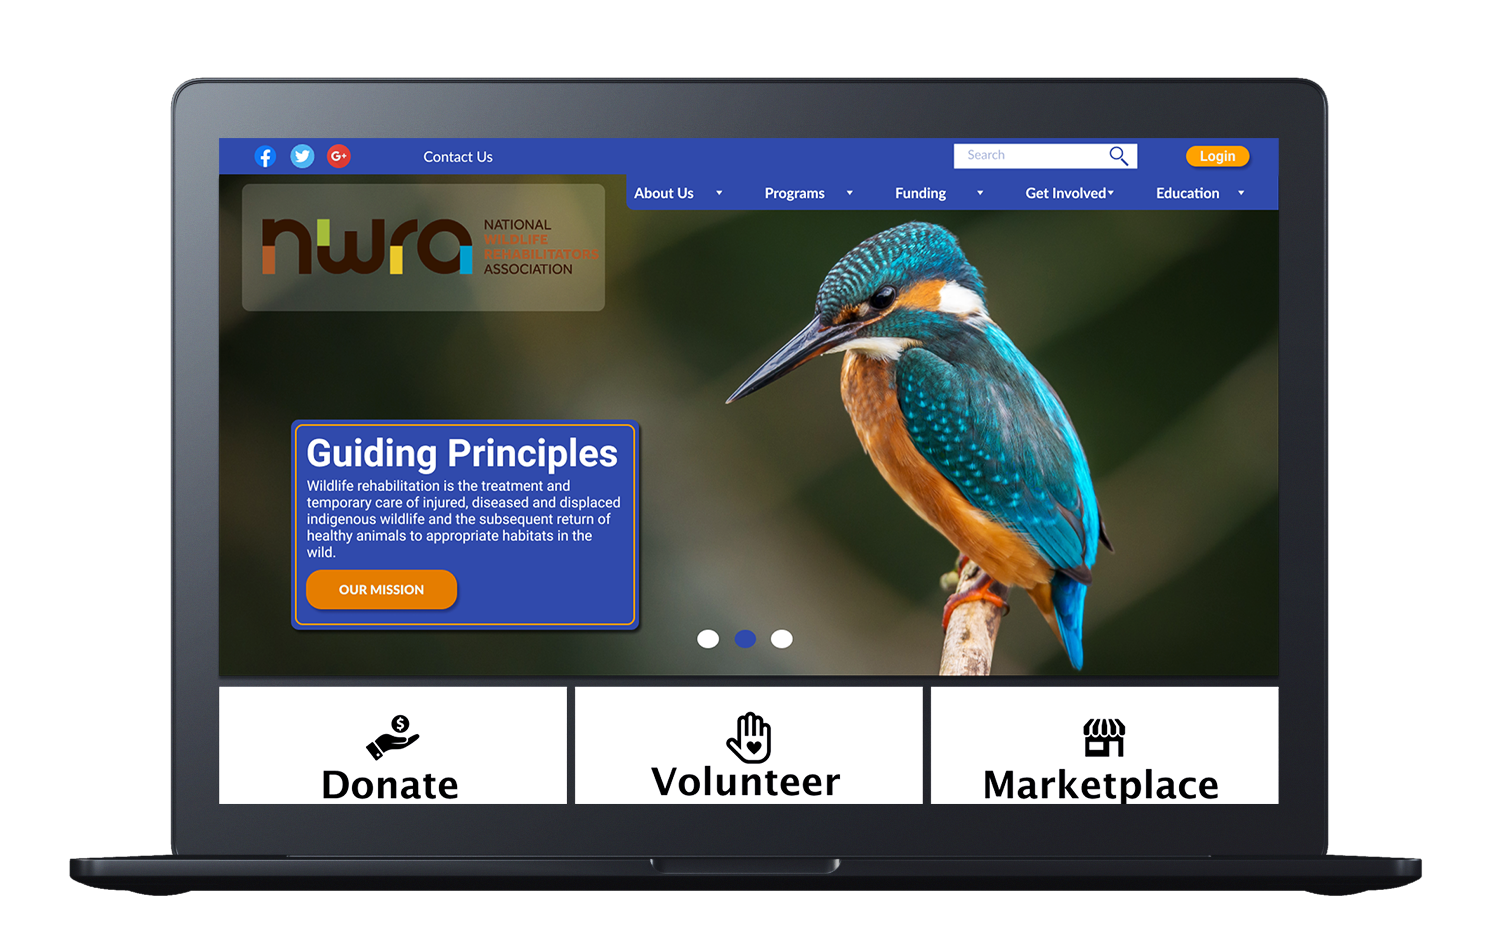 Contact Us
Search
Login
About Us
Programs
Funding
Get Involved
Education
nwra
NATIONAL
WILDLIFE
REHABILITATORS
ASSOCIATION
Guiding Principles
Wildlife rehabilitation is the treatment and
temporary care of injured, diseased and displaced
indigenous wildlife and the subsequent return of
healthy animals to appropriate habitats in the
wild.
OUR MISSION
Donate
Volunteer
Marketplace